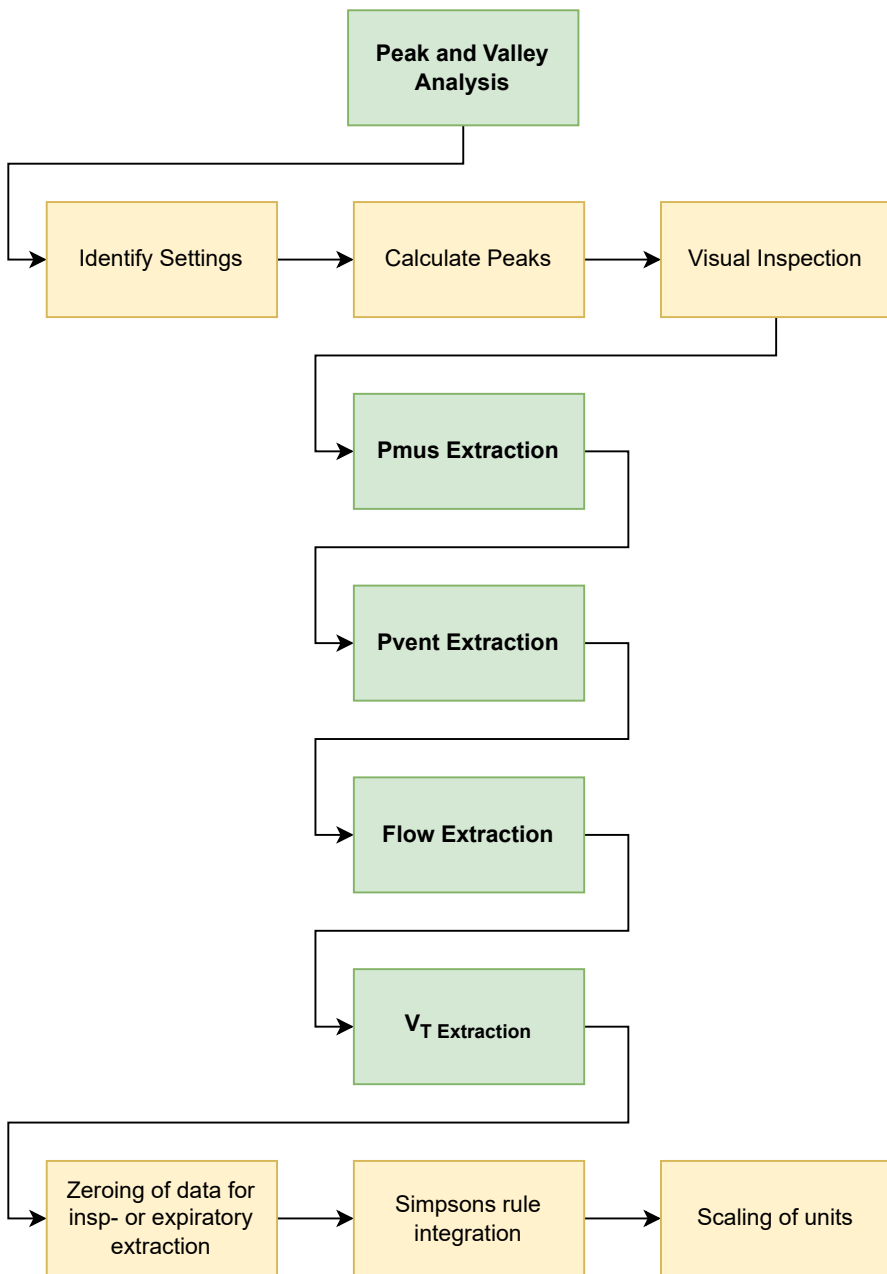 Peak and Valley
Analysis
Identify Settings
Calculate Peaks
Visual Inspection
Pmus Extraction
Pvent Extraction
Flow Extraction
VT Extraction
Zeroing of data for
insp- or expiratory
extraction
Simpsons rule
integration
Scaling of units